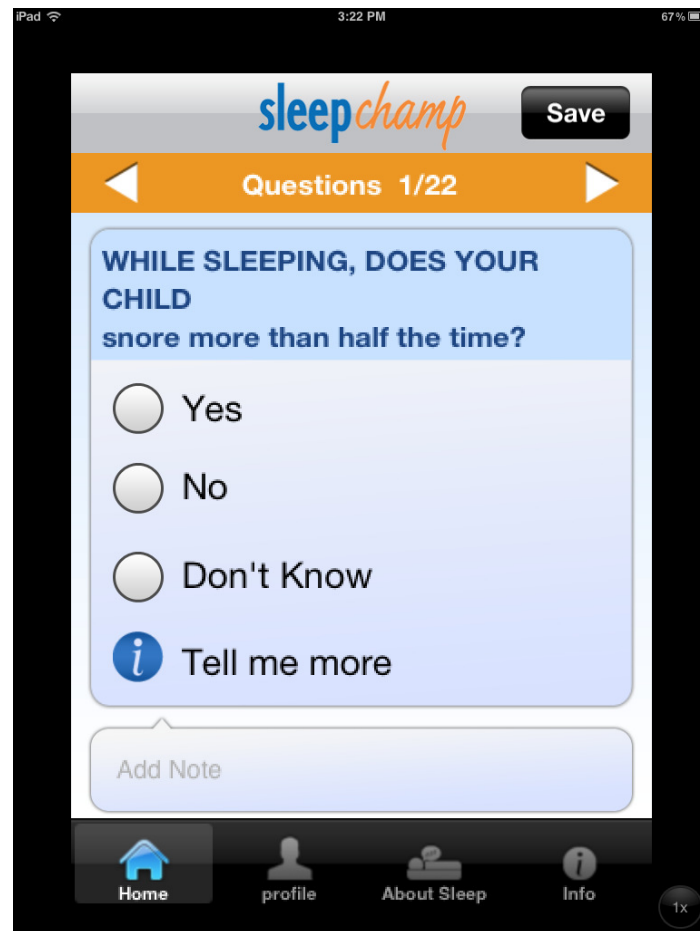 iPad 3:22 PM 67%
sleepchamp Save
Questions 1/22
WHILE SLEEPING, DOES YOUR
CHILD
snore more than half the time?
Yes
No
Don't Know
i Tell me more
Add Note
Home profile About Sleep Info
1x